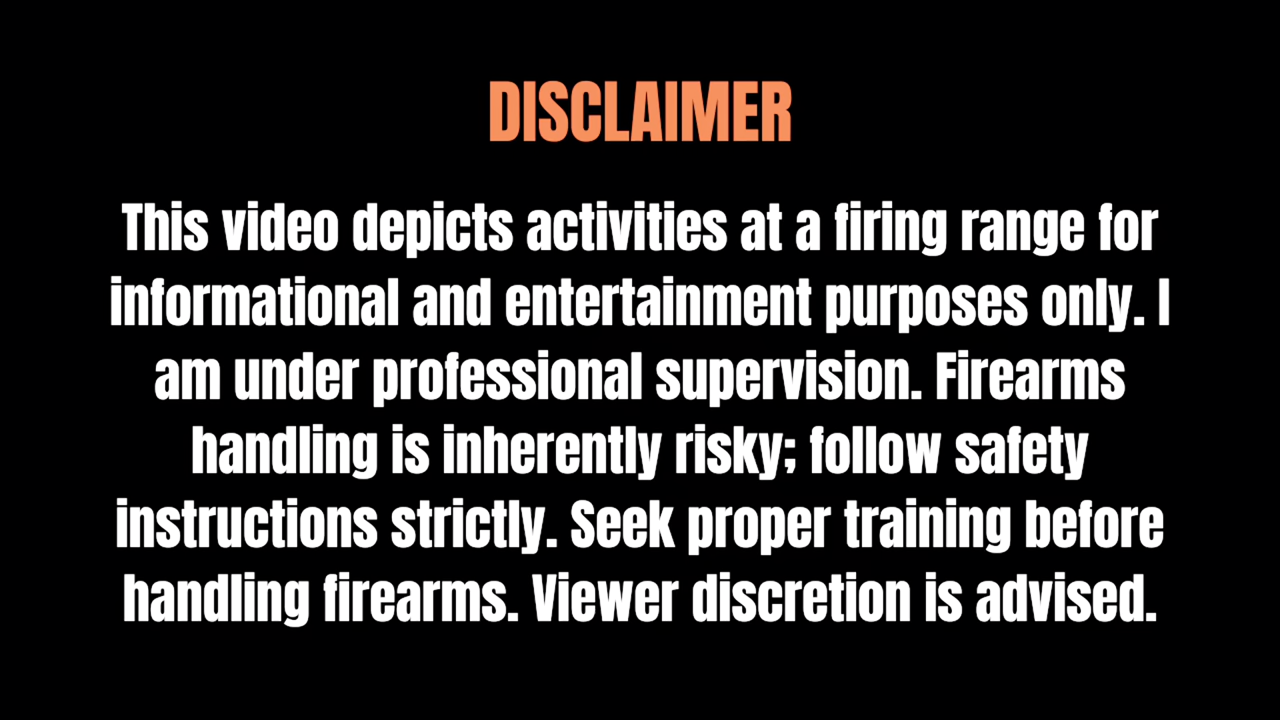 DISCLAIMER
This video depicts activities at a firing range for
informational and entertainment purposes only. I
am under professional supervision. Firearms
handling is inherently risky; follow safety
instructions strictly. Seek proper training before
handling firearms. Viewer discretion is advised.